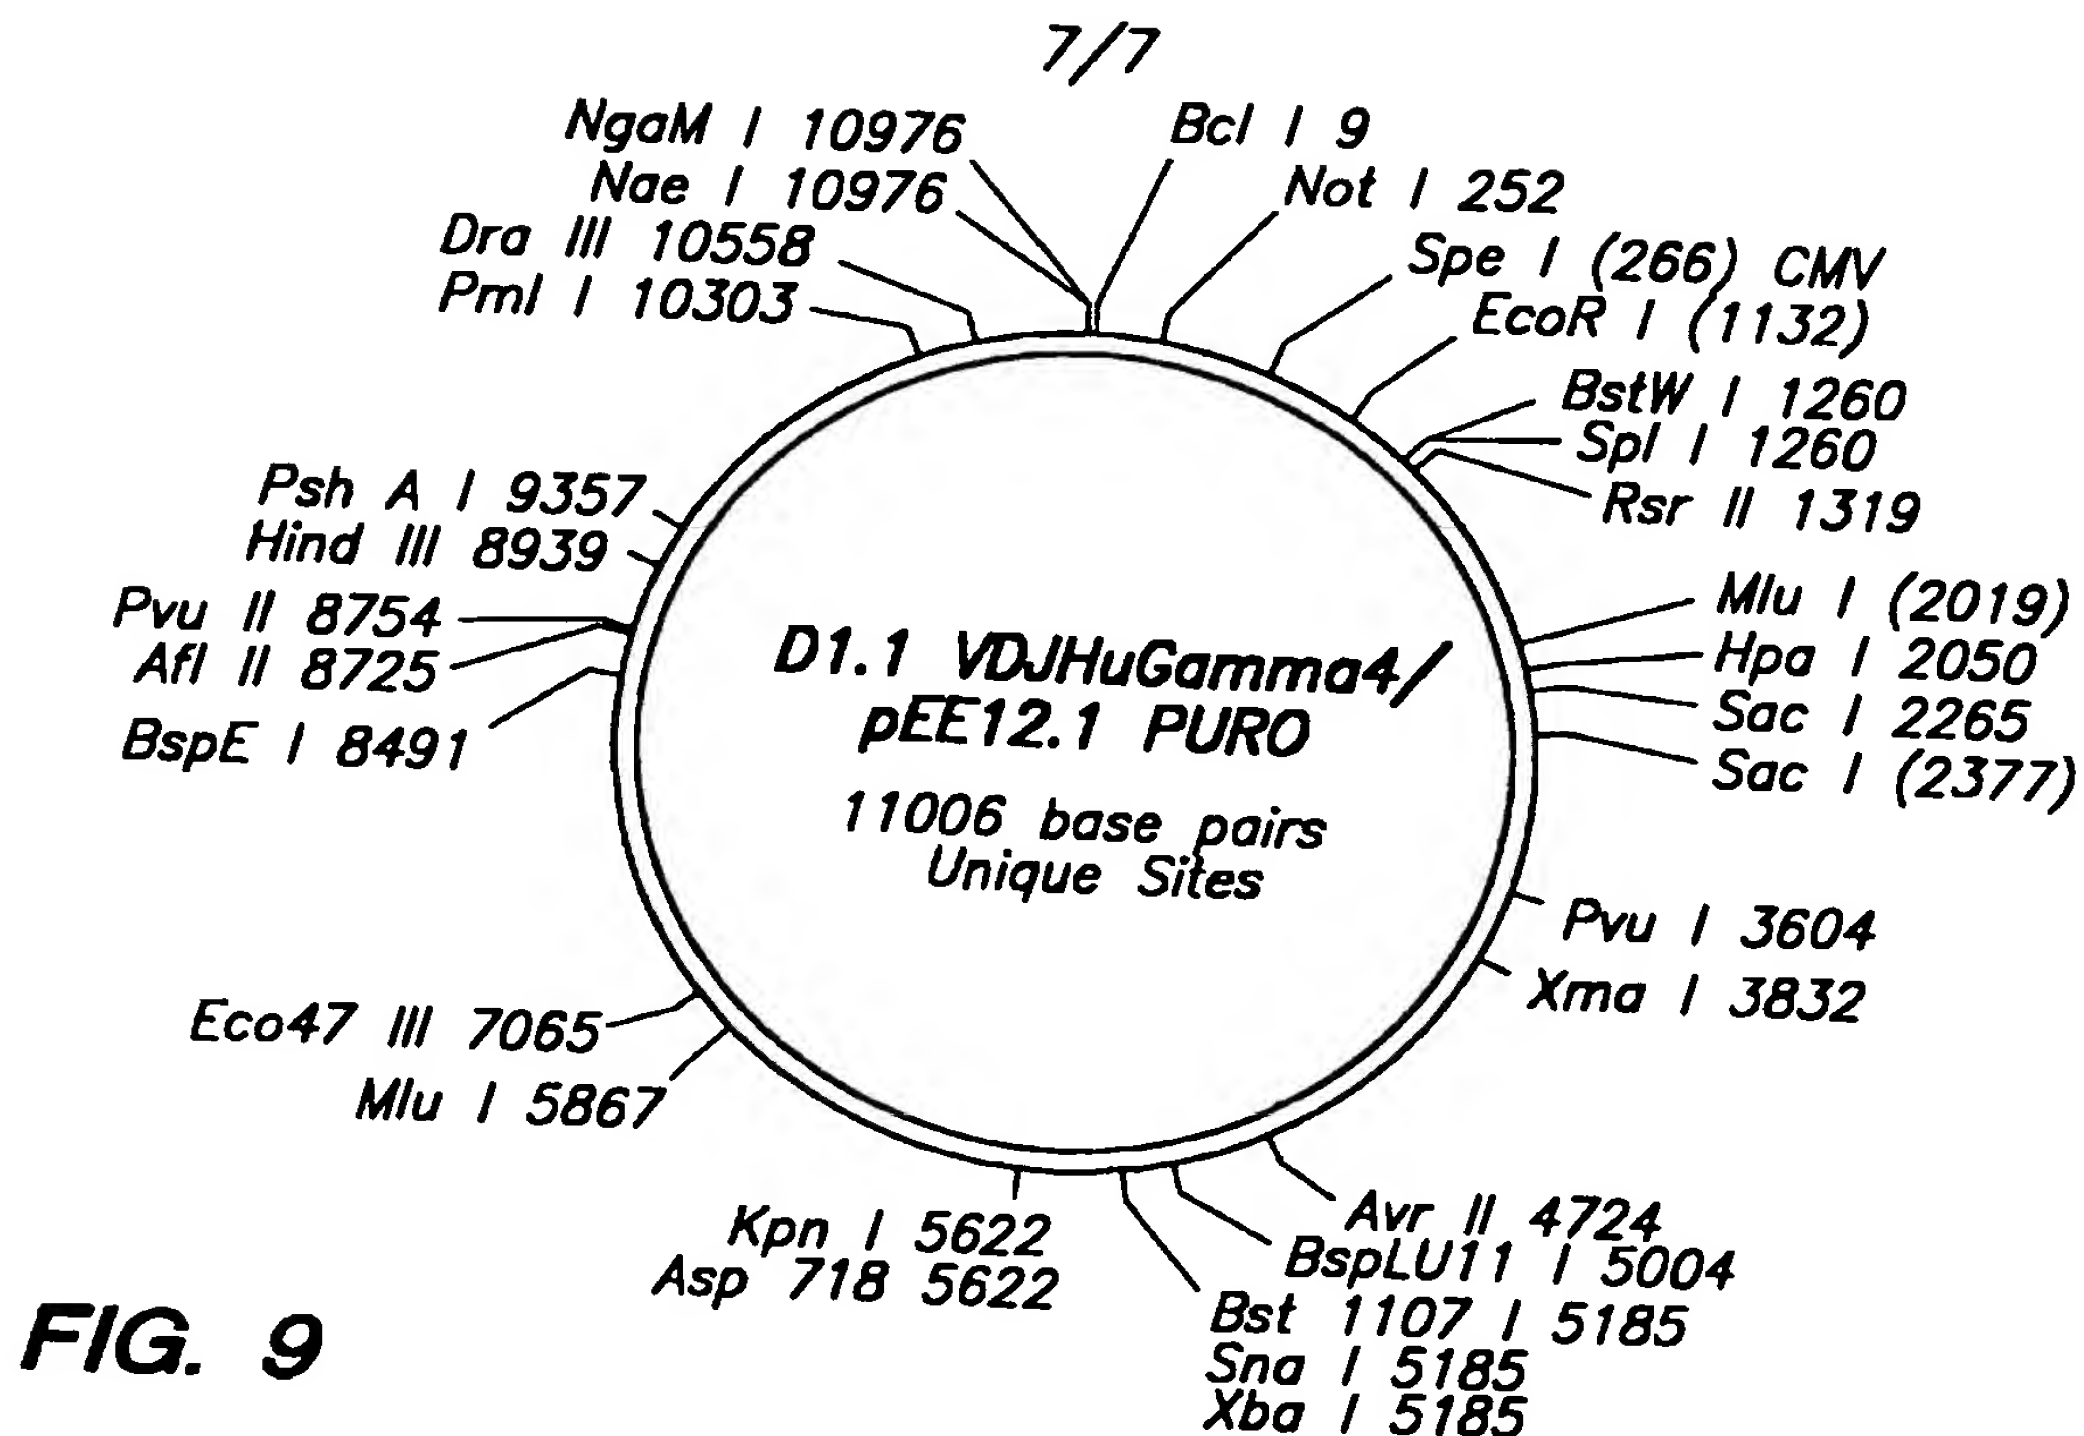 7/7
NgaM I 10976
Nae I 10976
Dra III 10558
Pml I 10303
Bcl I 9
Not I 252
Spe I (266) CMV
EcoR I (1132)
BstW I 1260
Spl I 1260
Rsr II 1319
Mlu I (2019)
Hpa I 2050
Sac I 2265
Sac I (2377)
Pvu I 3604
Xma I 3832
Avr II 4724
BspLU11 I 5004
Bst 1107 I 5185
Sna I 5185
Xba I 5185
Kpn I 5622
Asp 718 5622
Mlu I 5867
Eco47 III 7065
BspE I 8491
Afl II 8725
Pvu II 8754
Hind III 8939
Psh A I 9357
D1.1 VDJHuGamma4/
pEE12.1 PURO
11006 base pairs
Unique Sites
FIG. 9